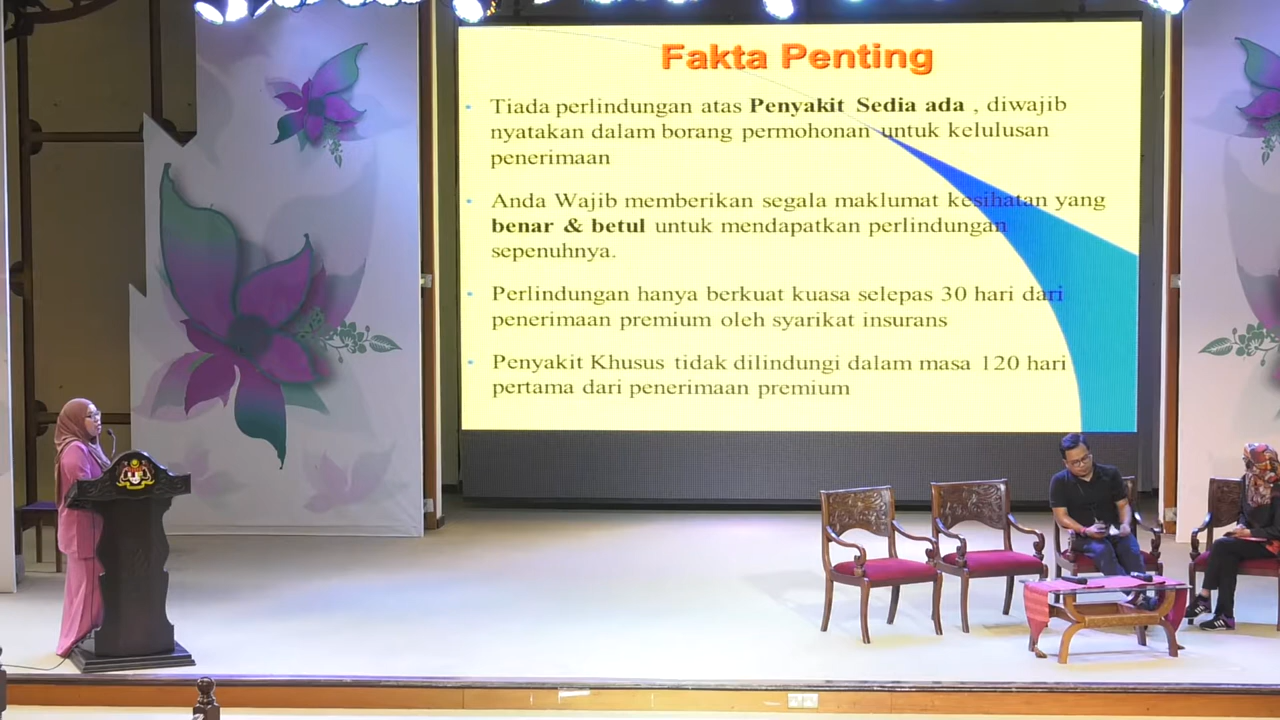 Fakta Penting
Tiada perlindungan atas Penyakit Sedia ada , diwajib
nyatakan dalam borang permohonan untuk kelulusan
penerimaan
Anda Wajib memberikan segala maklumat kesihatan yang
benar & betul untuk mendapatkan perlindungan
sepenuhnya.
Perlindungan hanya berkuat kuasa selepas 30 hari dari
penerimaan premium oleh syarikat insurans
Penyakit Khusus tidak dilindungi dalam masa 120 hari
pertama dari penerimaan premium